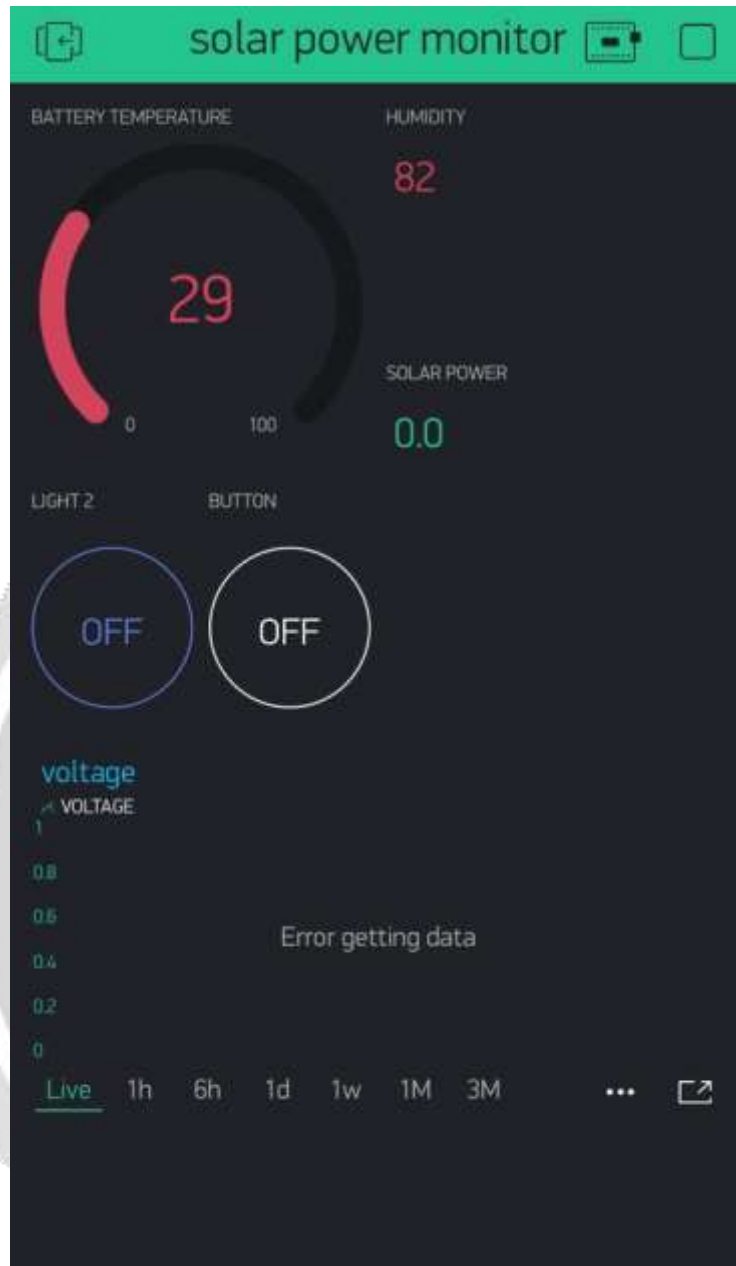 solar power monitor
BATTERY TEMPERATURE HUMIDITY
82
29
SOLAR POWER
0 100
0.0
LIGHT 2 BUTTON
OFF OFF
voltage
VOLTAGE
1
0.8
0.6
Error getting data
0.4
0.2
0
Live 1h 6h 1d 1w 1M 3M ...